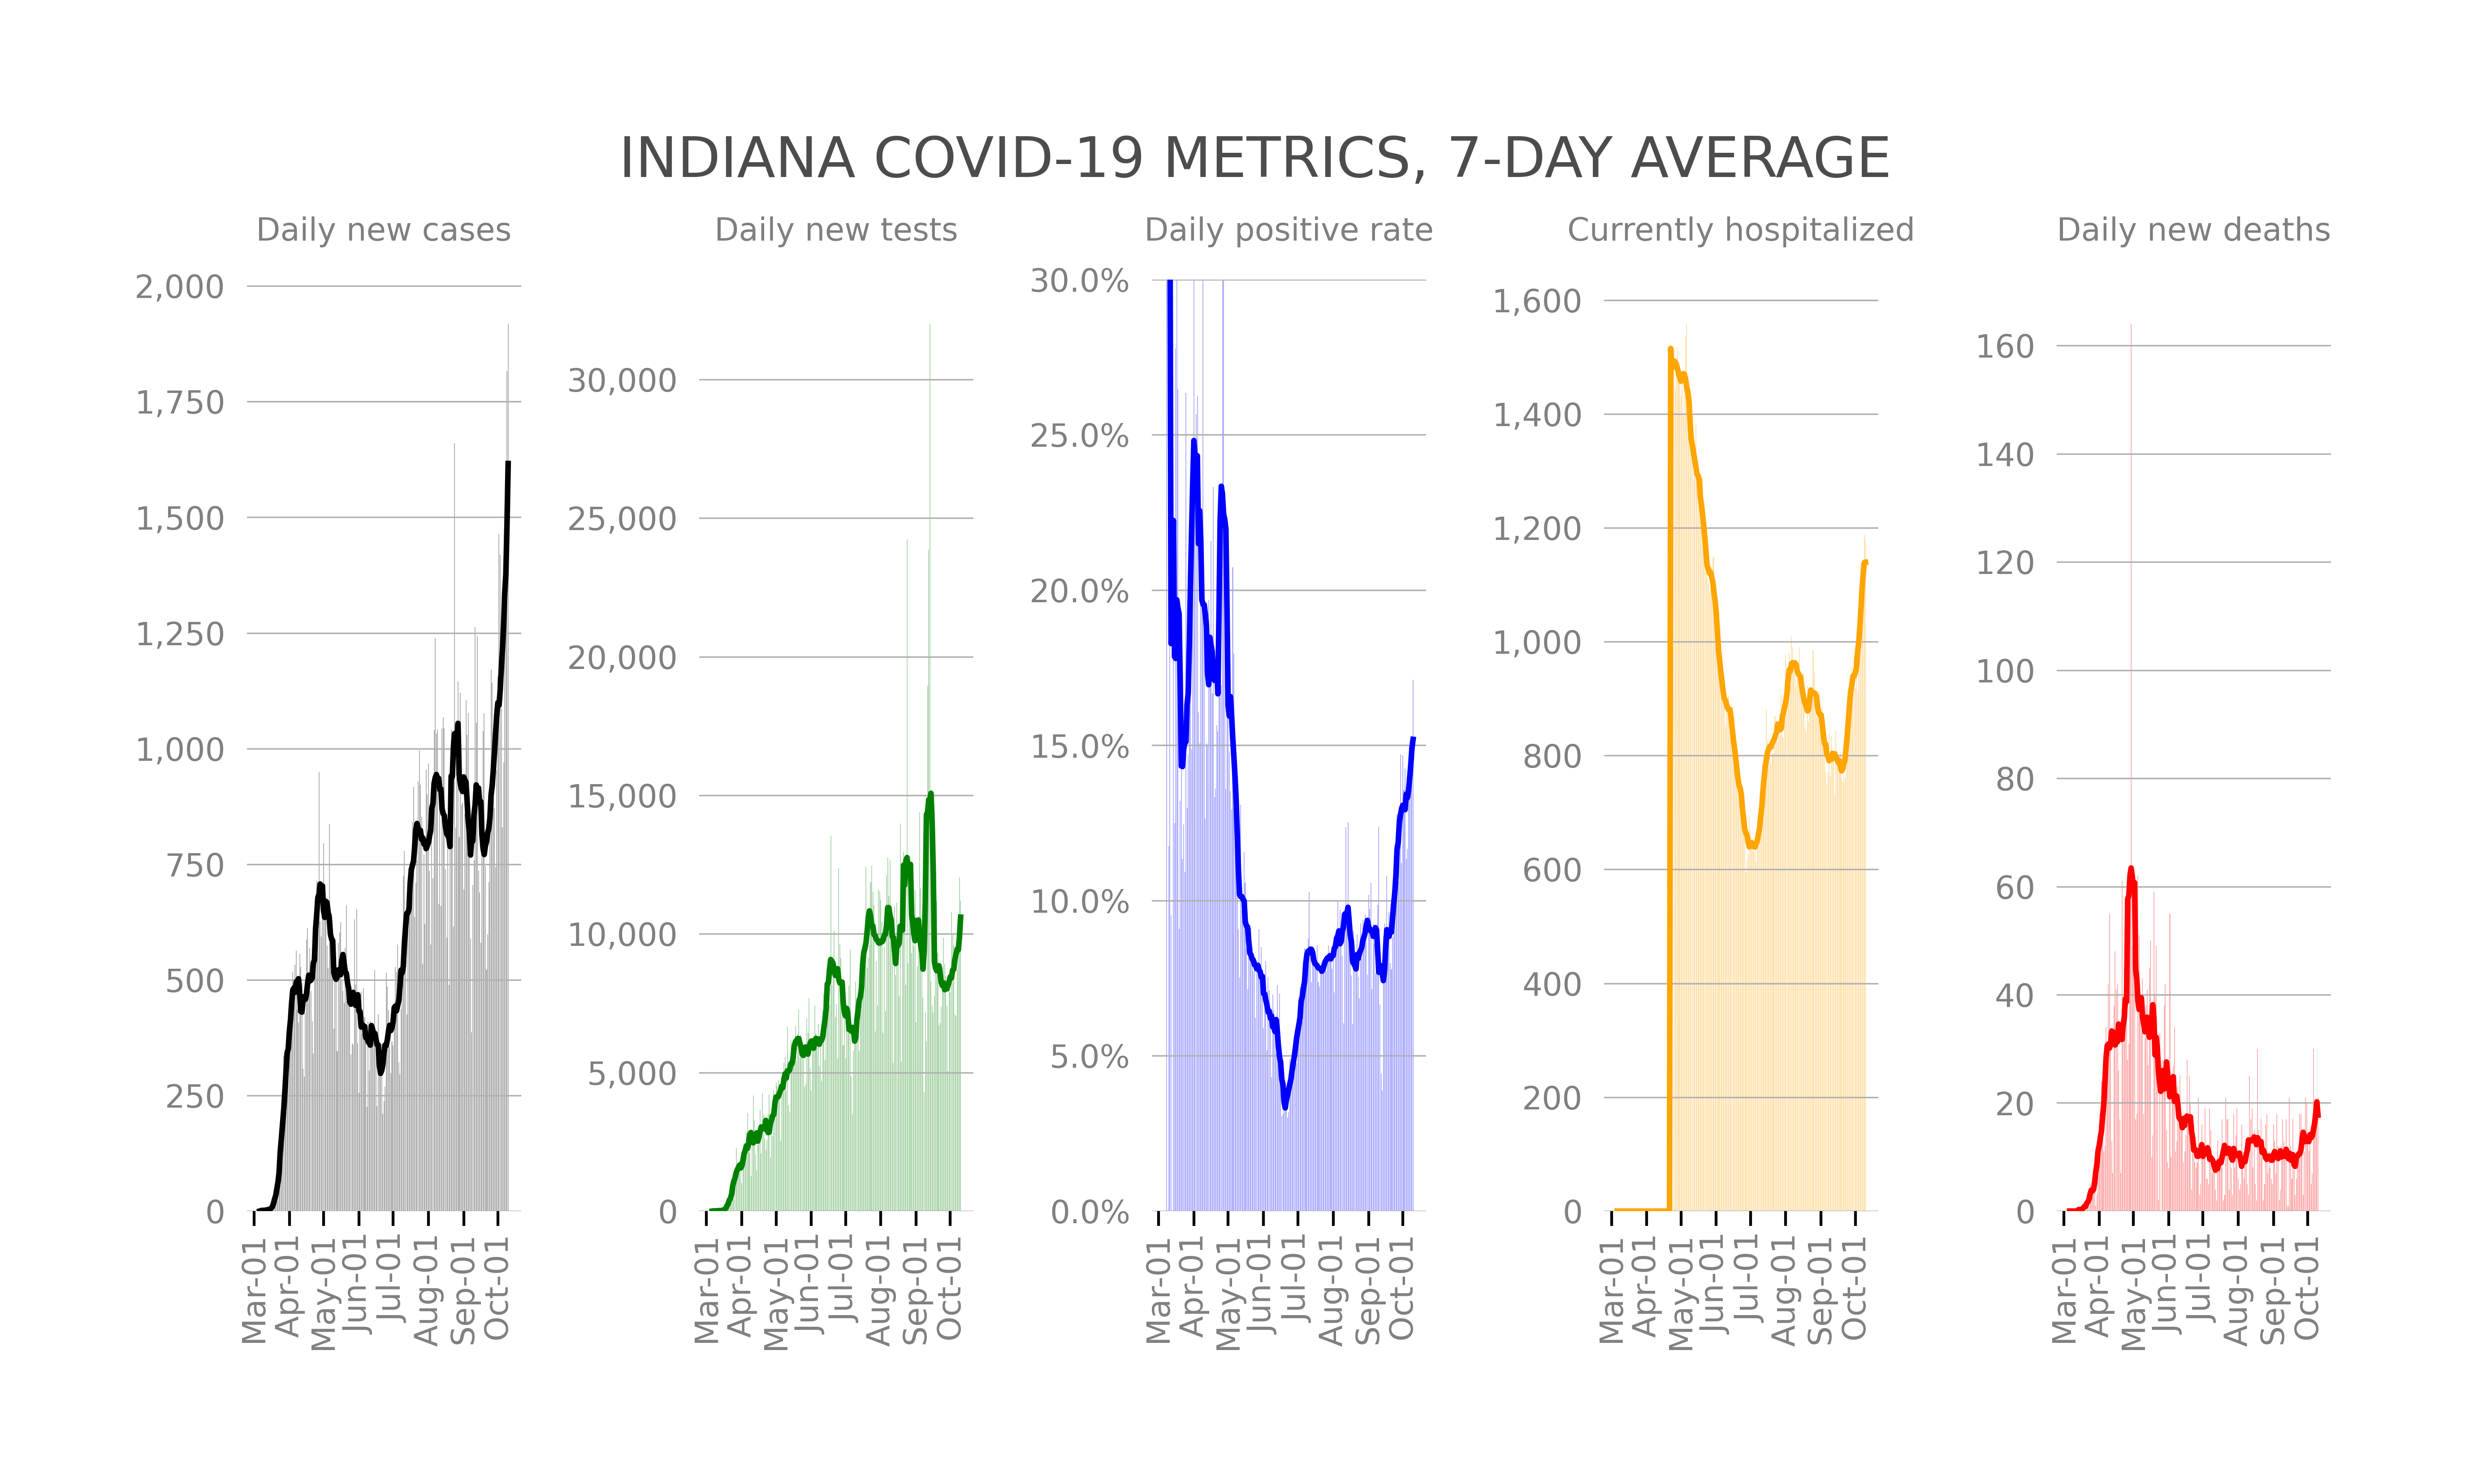 INDIANA COVID-19 METRICS, 7-DAY AVERAGE
Daily new cases
2,000
1,750
1,500
1,250
1,000
750
500
250
0
Mar-01
Apr-01
May-01
Jun-01
Jul-01
Aug-01
Sep-01
Oct-01
Daily new tests
30,000
25,000
20,000
15,000
10,000
5,000
0
Mar-01
Apr-01
May-01
Jun-01
Jul-01
Aug-01
Sep-01
Oct-01
Daily positive rate
30.0%
25.0%
20.0%
15.0%
10.0%
5.0%
0.0%
Mar-01
Apr-01
May-01
Jun-01
Jul-01
Aug-01
Sep-01
Oct-01
Currently hospitalized
1,600
1,400
1,200
1,000
800
600
400
200
0
Mar-01
Apr-01
May-01
Jun-01
Jul-01
Aug-01
Sep-01
Oct-01
Daily new deaths
160
140
120
100
80
60
40
20
0
Mar-01
Apr-01
May-01
Jun-01
Jul-01
Aug-01
Sep-01
Oct-01